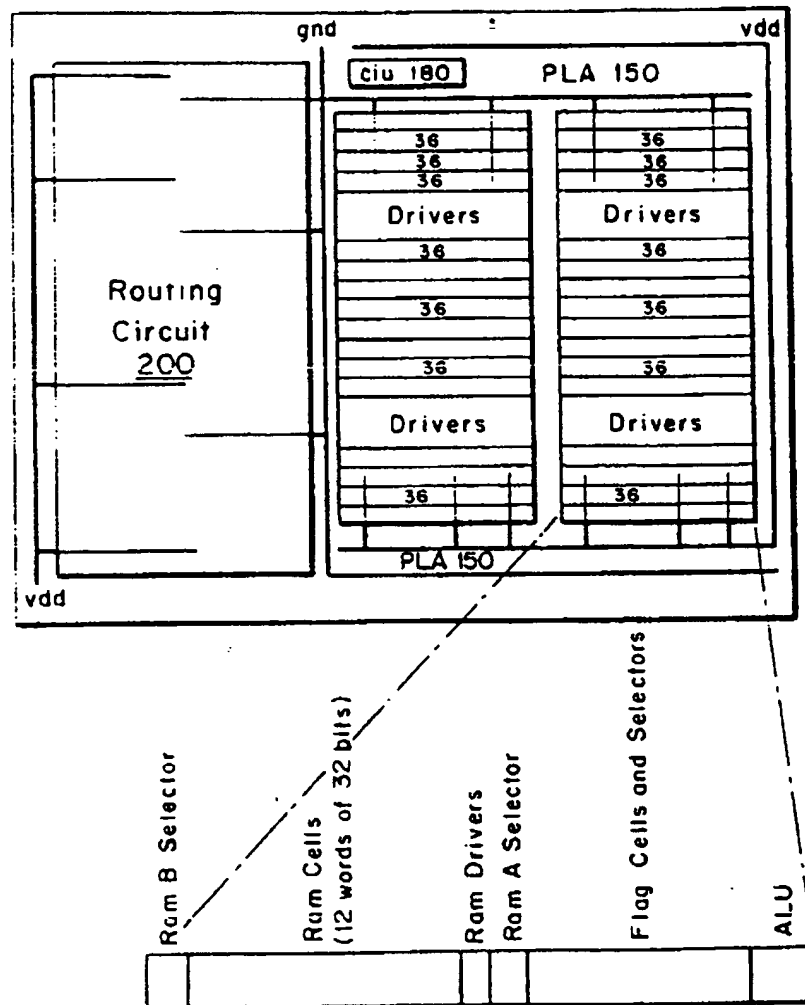 gnd
vdd
ciu 180
PLA 150
36
36
36
36
36
36
Drivers
Drivers
36
36
Routing
Circuit
200
36
36
36
36
Drivers
Drivers
36
36
PLA 150
vdd
Ram B Selector
Ram Cells
(12 words of 32 bits)
Ram Drivers
Ram A Selector
Flag Cells and Selectors
ALU